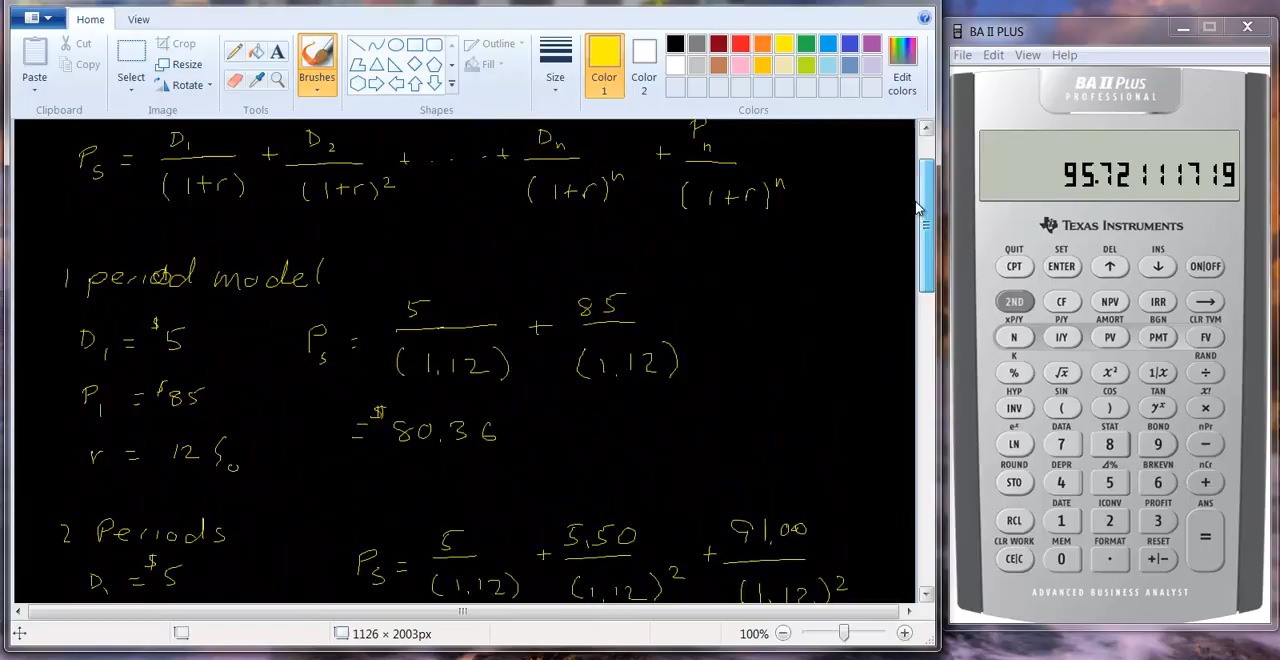 Home View
BA II PLUS
Cut
Copy
Paste
Clipboard
Select
Crop
Resize
Rotate
Image
Tools
Brushes
Outline
Fill
Shapes
Size
Color 1
Color 2
Edit colors
Colors
File Edit View Help
BA II PLUS
PROFESSIONAL
95.72111719
TEXAS INSTRUMENTS
QUIT SET DEL INS
CPT ENTER ↑ ↓ ON|OFF
2ND CF NPV IRR →
xP/Y P/Y AMORT BGN CLR TVM
N I/Y PV PMT FV
K RAND
% √x x² 1/x ÷
HYP SIN COS TAN x!
INV ( ) yˣ ×
eˣ DATA STAT BOND nPr
LN 7 8 9 −
ROUND DEPR Δ% BRKEVN nCr
STO 4 5 6 +
DATE ICONV PROFIT ANS
RCL 1 2 3 =
CLR WORK MEM FORMAT RESET
CE|C 0 . +|−
ADVANCED BUSINESS ANALYST
Ps = D1/(1+r) + D2/(1+r)² + . . . . + Dn/(1+r)ⁿ + Pn/(1+r)ⁿ
1 period model
D1 = $5
Ps = 5/(1.12) + 85/(1.12)
P1 = $85
= $80.36
r = 12%
2 Periods
D1 = $5
Ps = 5/(1.12) + 5.50/(1.12)² + 91.00/(1.12)²
1126 × 2003px
100%